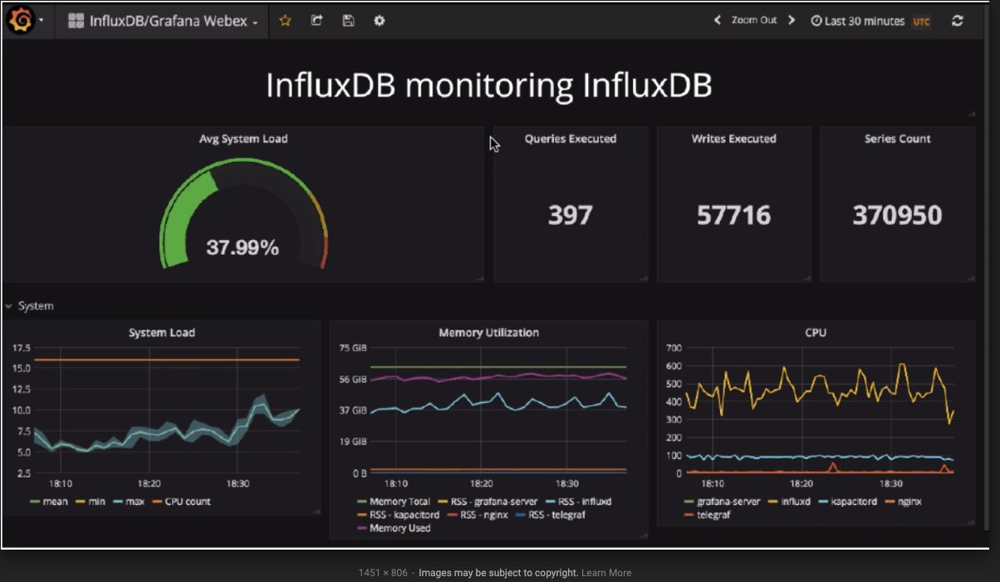 InfluxDB/Grafana Webex
Zoom Out
Last 30 minutes UTC
InfluxDB monitoring InfluxDB
Avg System Load
37.99%
Queries Executed
397
Writes Executed
57716
Series Count
370950
System
System Load
17.5
15.0
12.5
10.0
7.5
5.0
2.5
18:10 18:20 18:30
mean min max CPU count
Memory Utilization
75 GiB
56 GiB
37 GiB
19 GiB
0 B
18:10 18:20 18:30
Memory Total RSS - grafana-server RSS - influxd
RSS - kapacitord RSS - nginx RSS - telegraf
Memory Used
CPU
700
600
500
400
300
200
100
0
18:10 18:20 18:30
grafana-server influxd kapacitord nginx
telegraf
1451 × 806 - Images may be subject to copyright. Learn More